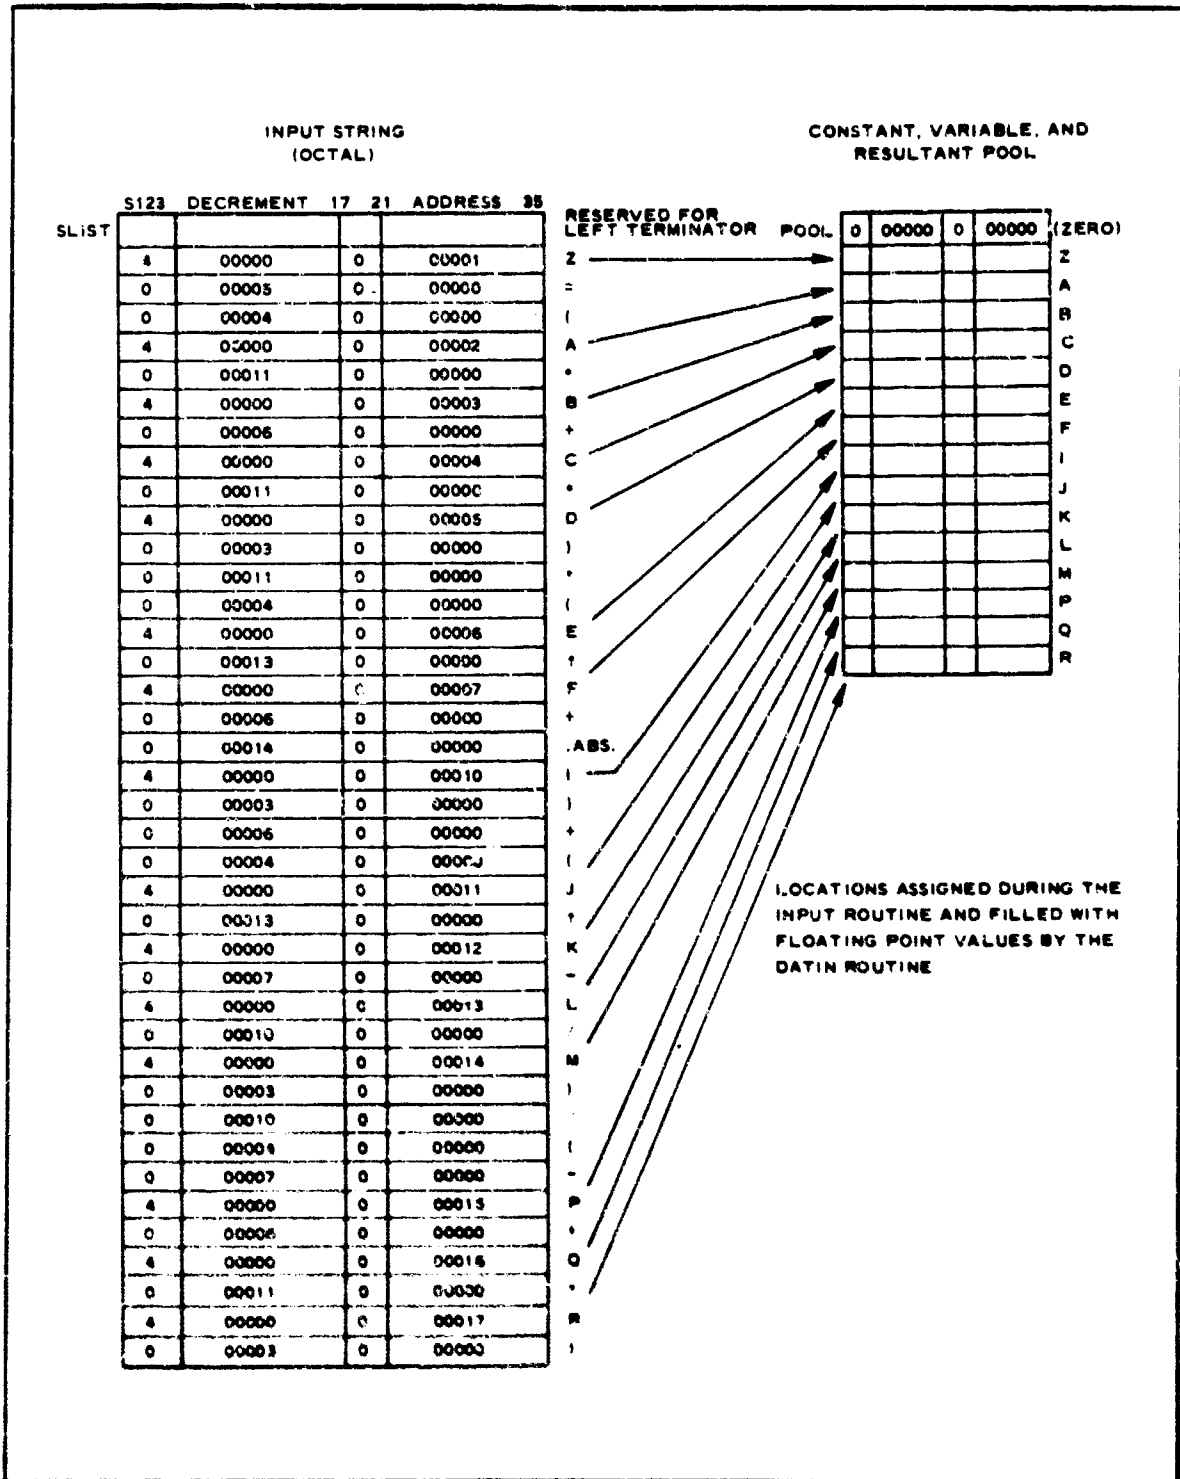 INPUT STRING
(OCTAL)
CONSTANT, VARIABLE, AND
RESULTANT POOL
S123 DECREMENT 17 21 ADDRESS 35
SLIST RESERVED FOR
LEFT TERMINATOR POOL 0 00000 0 00000 (ZERO)
4 00000 0 00001 Z Z
0 00005 0 00000 = A
0 00004 0 00000 ( B
4 00000 0 00002 A C
0 00011 0 00000 * D
4 00000 0 00003 B E
0 00006 0 00000 + F
4 00000 0 00004 C I
0 00011 0 00000 * J
4 00000 0 00005 D K
0 00003 0 00000 ) L
0 00011 0 00000 * M
0 00004 0 00000 ( P
4 00000 0 00006 E Q
0 00013 0 00000 ↑ R
4 00000 0 00007 F
0 00006 0 00000 +
0 00014 0 00000 .ABS.
4 00000 0 00010 I
0 00003 0 00000 )
0 00006 0 00000 +
0 00004 0 00000 (
4 00000 0 00011 J
0 00013 0 00000 ↑
4 00000 0 00012 K
0 00007 0 00000 -
4 00000 0 00013 L
0 00010 0 00000 /
4 00000 0 00014 M
0 00003 0 00000 )
0 00010 0 00000
0 00004 0 00000 (
0 00007 0 00000 -
4 00000 0 00015 P
0 00006 0 00000 +
4 00000 0 00016 Q
0 00011 0 00000 *
4 00000 0 00017 R
0 00003 0 00000 )
LOCATIONS ASSIGNED DURING THE
INPUT ROUTINE AND FILLED WITH
FLOATING POINT VALUES BY THE
DATIN ROUTINE